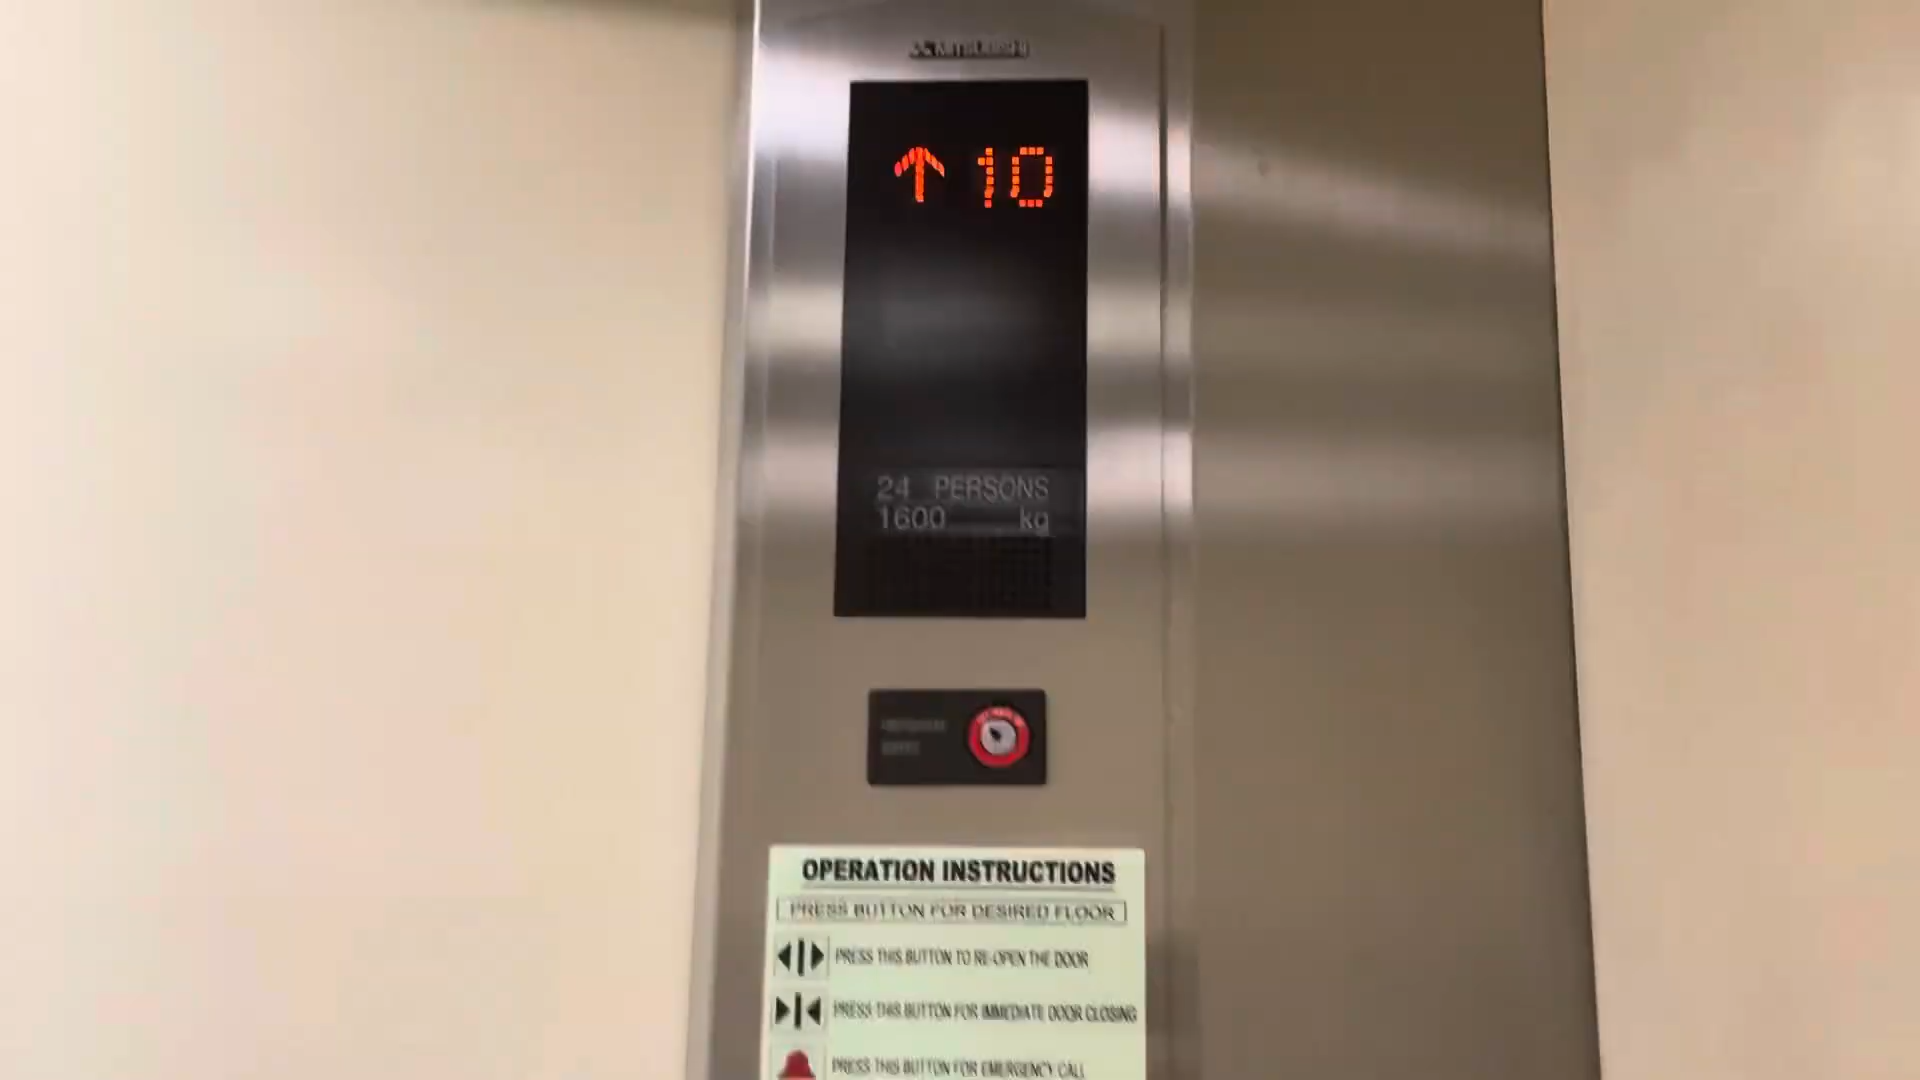 MITSUBISHI
↑ 10
24 PERSONS
1600 kg
OPERATION INSTRUCTIONS
PRESS BUTTON FOR DESIRED FLOOR
PRESS THIS BUTTON TO RE-OPEN THE DOOR
PRESS THIS BUTTON FOR IMMEDIATE DOOR CLOSING
PRESS THIS BUTTON FOR EMERGENCY CALL